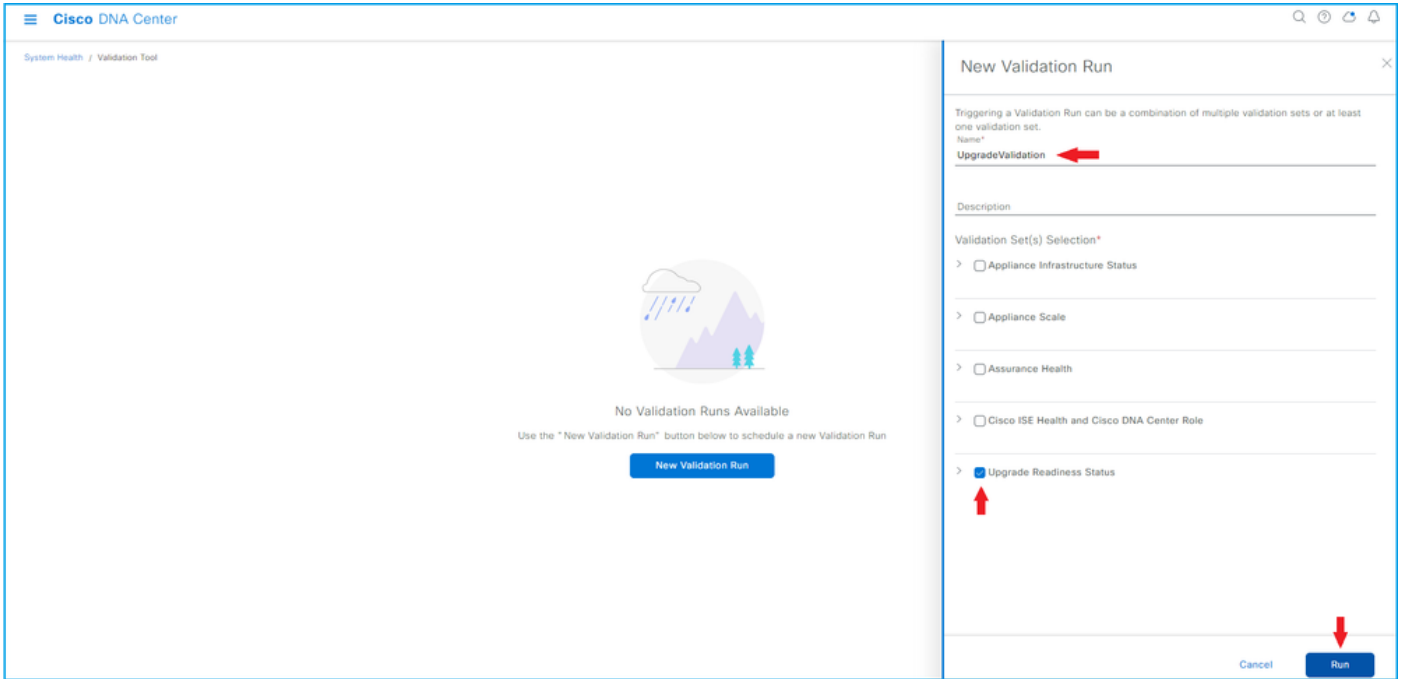 Cisco DNA Center
System Health / Validation Tool
No Validation Runs Available
Use the "New Validation Run" button below to schedule a new Validation Run
New Validation Run
New Validation Run
Triggering a Validation Run can be a combination of multiple validation sets or at least
one validation set.
Name*
UpgradeValidation
Description
Validation Set(s) Selection*
Appliance Infrastructure Status
Appliance Scale
Assurance Health
Cisco ISE Health and Cisco DNA Center Role
Upgrade Readiness Status
Cancel
Run